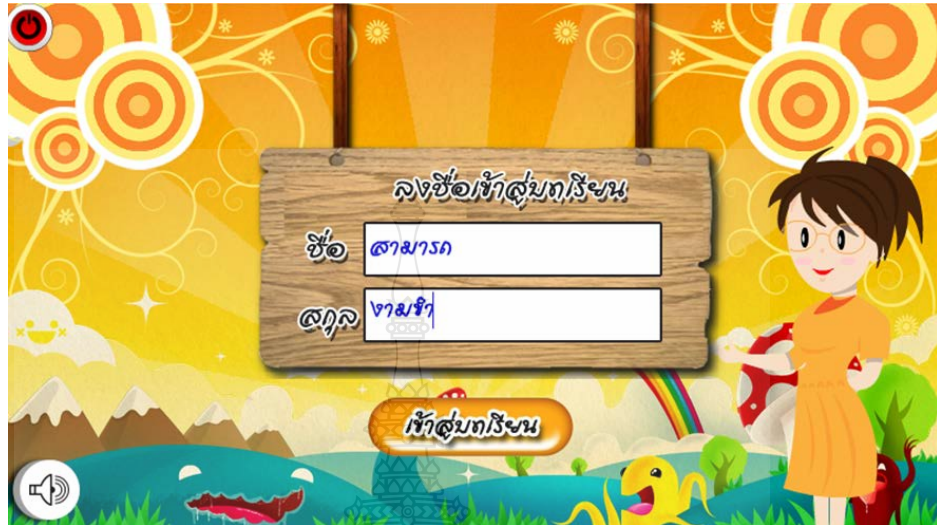 ลงชื่อเข้าสู่บทเรียน
ชื่อ สามารถ
สกุล งามขำ
เข้าสู่บทเรียน